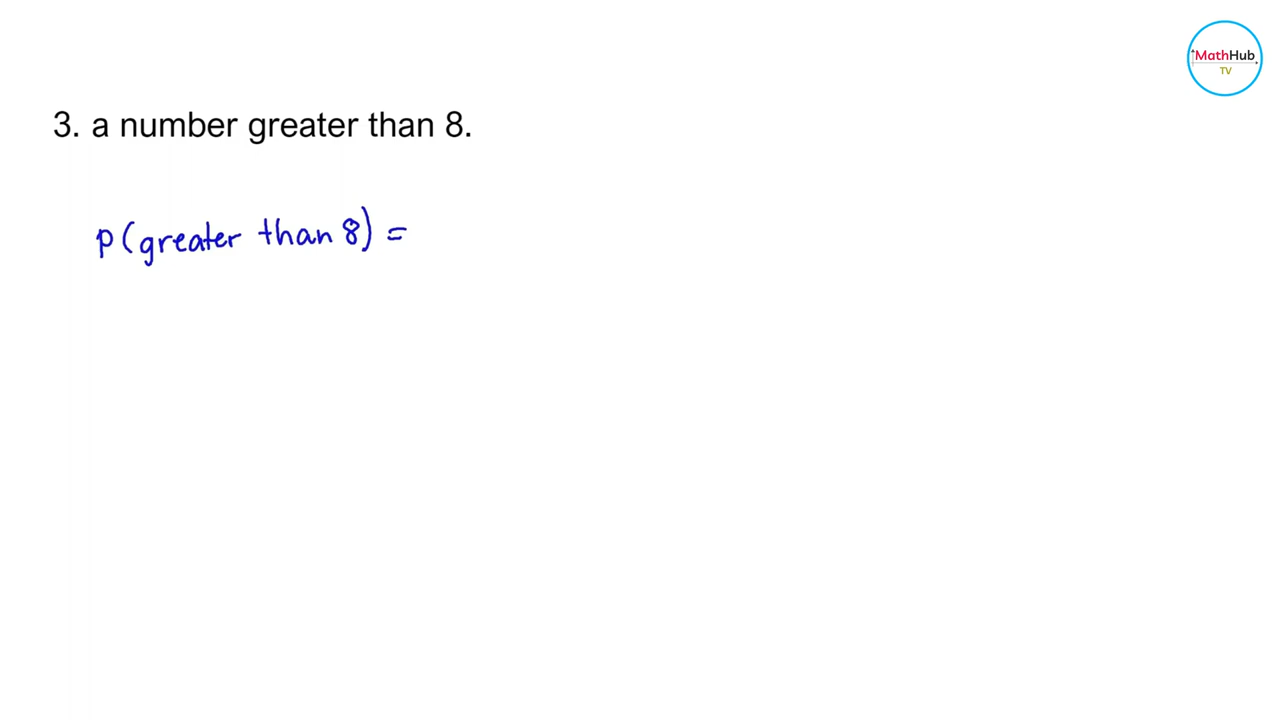 MathHub
TV
3. a number greater than 8.
P(greater than 8) =